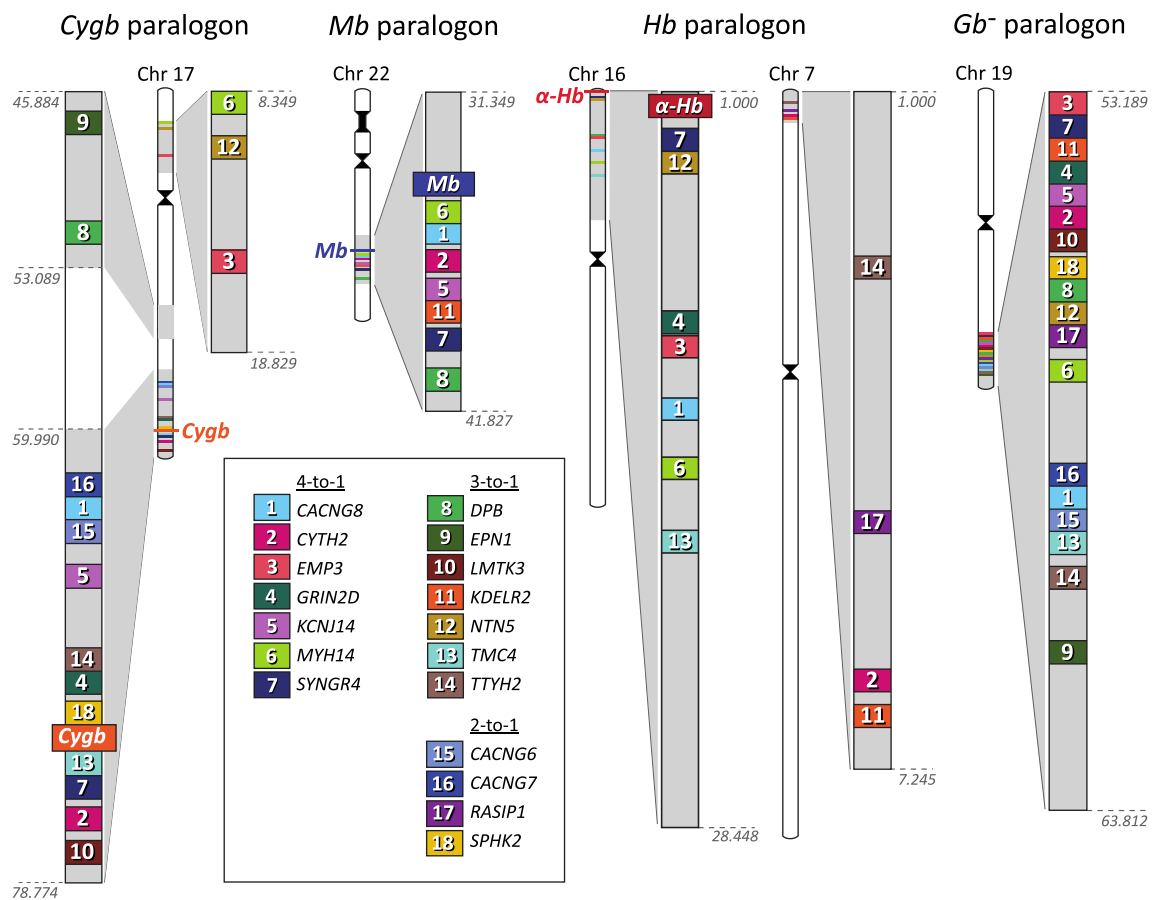 Cygb paralogon
Mb paralogon
Hb paralogon
Gb⁻ paralogon
Chr 17
Chr 22
Chr 16
Chr 7
Chr 19
45.884
9
8
53.089
59.990
16
1
15
5
14
4
18
Cygb
13
7
2
10
78.774
Cygb
6
12
3
8.349
18.829
Mb
31.349
Mb
6
1
2
5
11
7
8
41.827
α-Hb
α-Hb
1.000
7
12
4
3
1
6
13
28.448
1.000
14
17
2
11
7.245
53.189
3
7
11
4
5
2
10
18
8
12
17
6
16
1
15
13
14
9
63.812
4-to-1
1 CACNG8
2 CYTH2
3 EMP3
4 GRIN2D
5 KCNJ14
6 MYH14
7 SYNGR4
3-to-1
8 DPB
9 EPN1
10 LMTK3
11 KDELR2
12 NTN5
13 TMC4
14 TTYH2
2-to-1
15 CACNG6
16 CACNG7
17 RASIP1
18 SPHK2